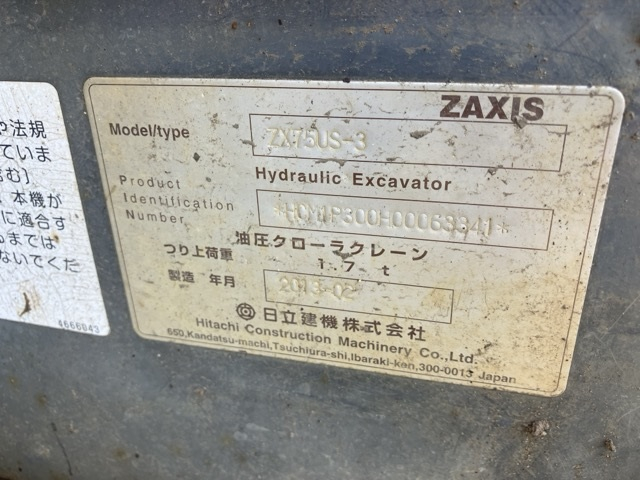 ZAXIS
Model/type
ZX75US-3
Hydraulic Excavator
Product
Identification
Number
*HCM1P300H00063341*
油圧クローラクレーン
つり上荷重
1.7 t
製造 年月
2013-02
日立建機株式会社
Hitachi Construction Machinery Co.,Ltd.
650,Kandatsu-machi,Tsuchiura-shi,Ibaraki-ken,300-0013 Japan
や法規
ていま
含む)
、本機が
に適合す
までは
ないでくだ
4666043